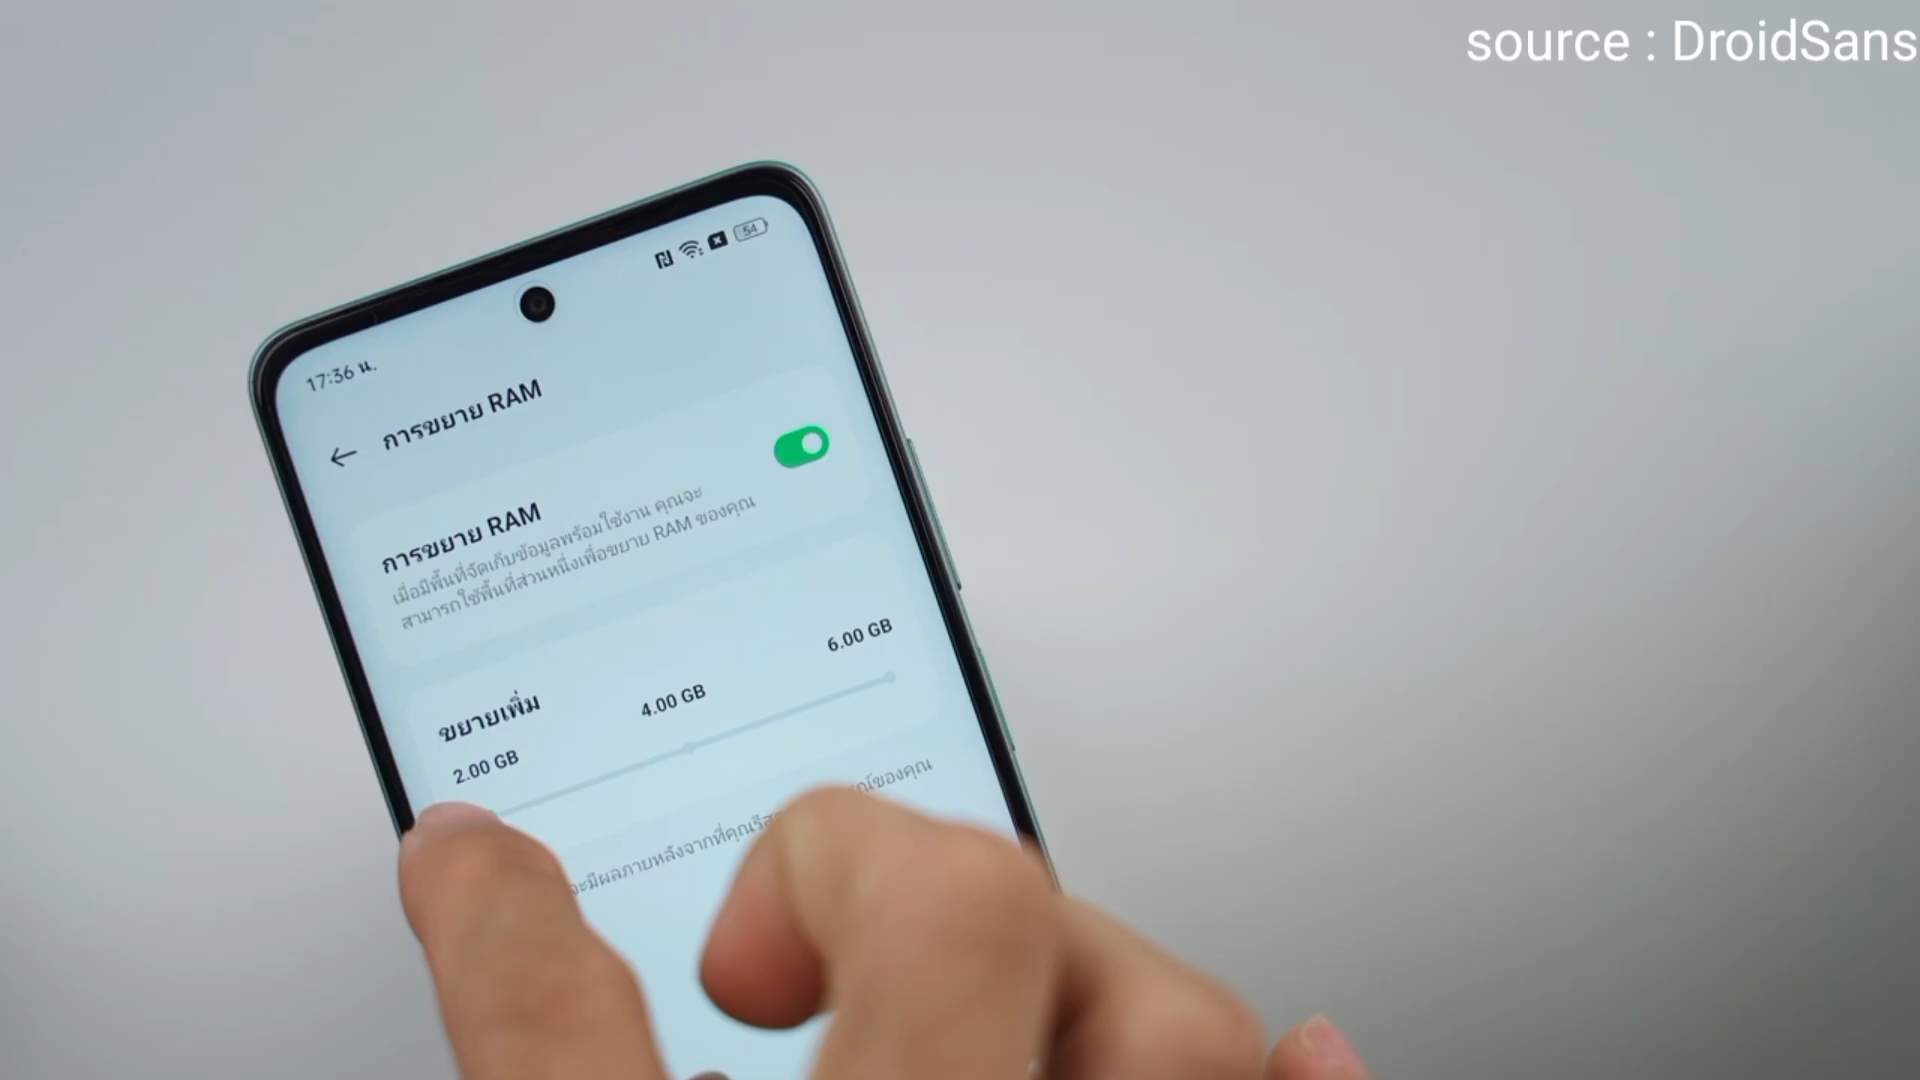 source : DroidSans
54
17:36 น.
การขยาย RAM
การขยาย RAM
เมื่อมีพื้นที่จัดเก็บข้อมูลพร้อมใช้งาน คุณจะ
สามารถใช้พื้นที่ส่วนหนึ่งเพื่อขยาย RAM ของคุณ
ขยายเพิ่ม
2.00 GB
4.00 GB
6.00 GB
จะมีผลภายหลังจากที่คุณ ของคุณ